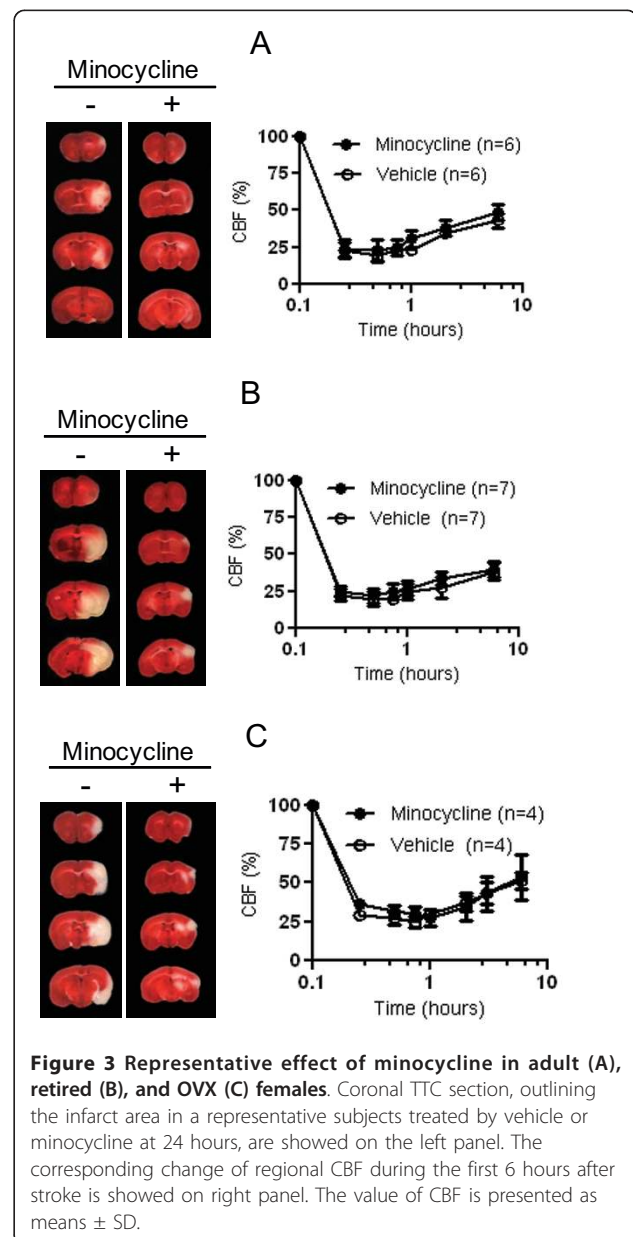 A
Minocycline
- +
100
75
50
25
0
CBF (%)
Minocycline (n=6)
Vehicle (n=6)
0.1 1 10
Time (hours)
B
Minocycline
- +
100
75
50
25
0
CBF (%)
Minocycline (n=7)
Vehicle (n=7)
0.1 1 10
Time (hours)
C
Minocycline
- +
100
75
50
25
0
CBF (%)
Minocycline (n=4)
Vehicle (n=4)
0.1 1 10
Time (hours)
Figure 3 Representative effect of minocycline in adult (A),
retired (B), and OVX (C) females. Coronal TTC section, outlining
the infarct area in a representative subjects treated by vehicle or
minocycline at 24 hours, are showed on the left panel. The
corresponding change of regional CBF during the first 6 hours after
stroke is showed on right panel. The value of CBF is presented as
means ± SD.